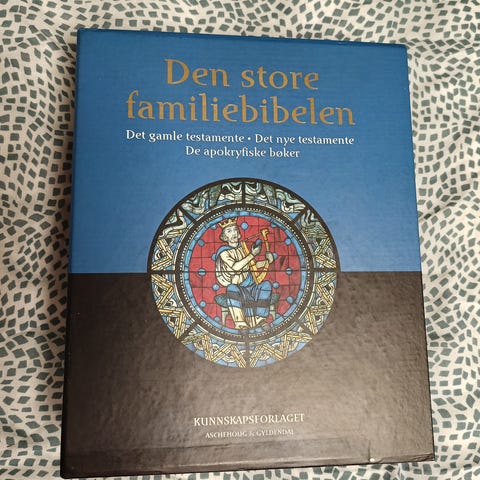 Den store
familiebibelen
Det gamle testamente • Det nye testamente
De apokryfiske bøker
KUNNSKAPSFORLAGET
ASCHEHOUG & GYLDENDAL